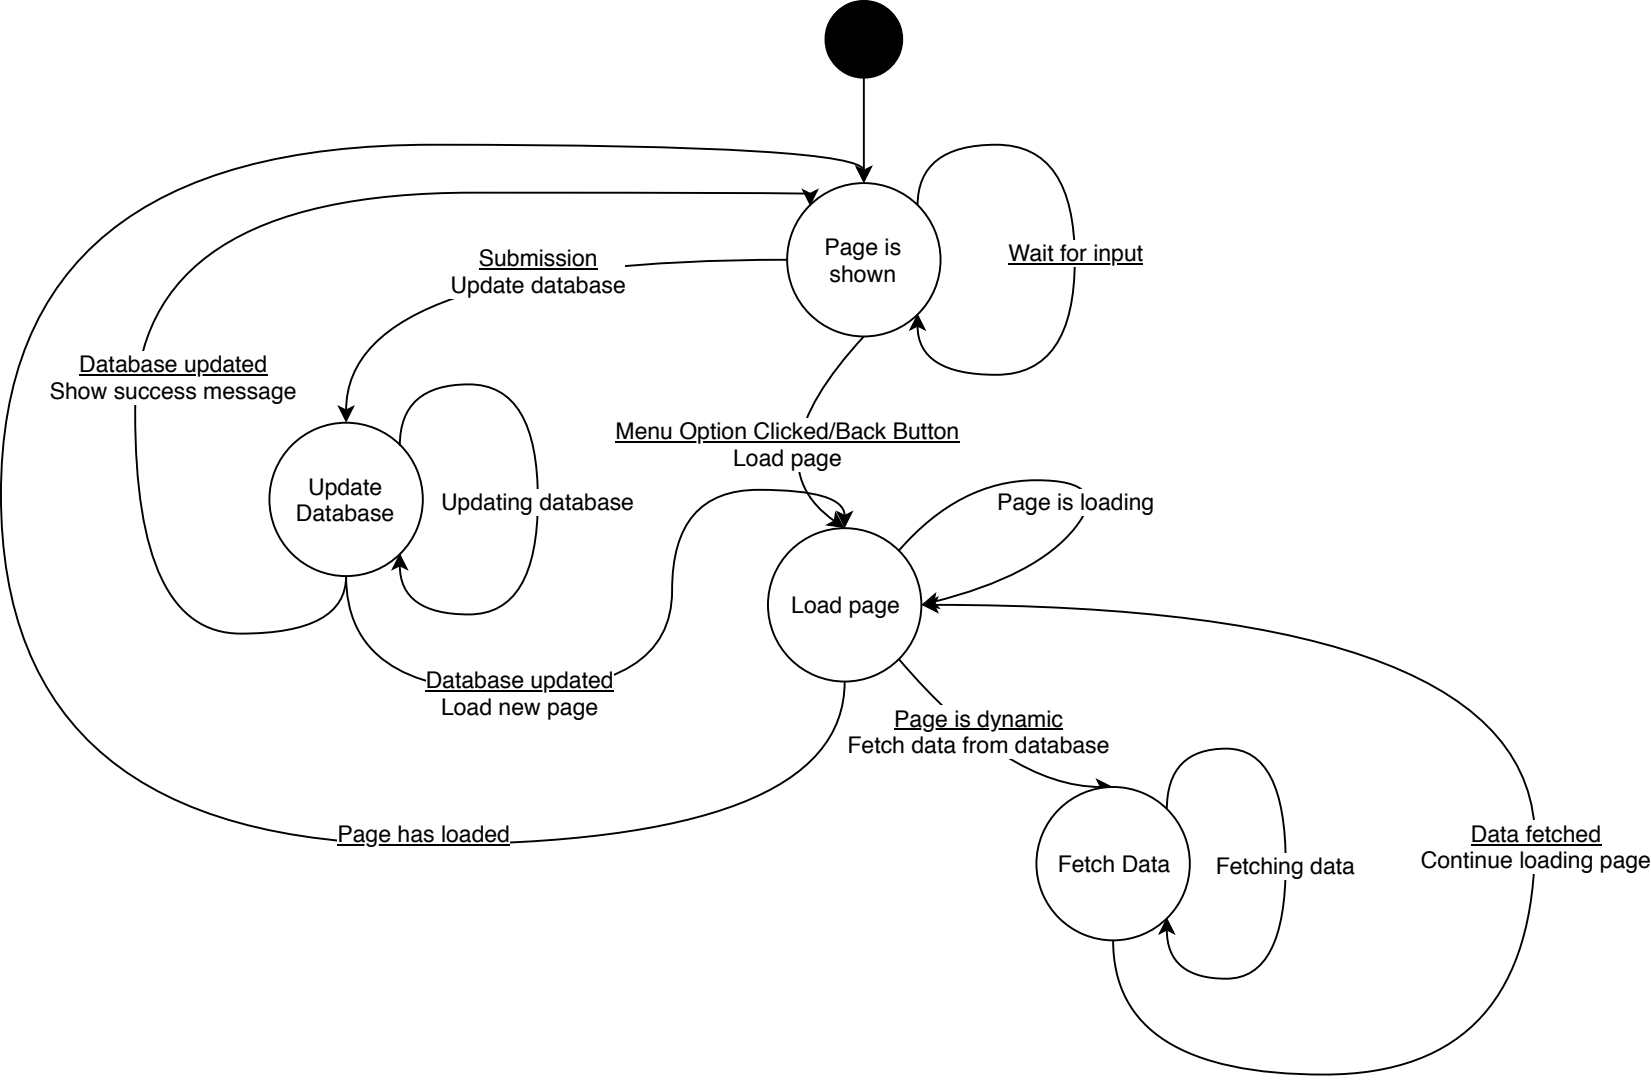 Page is
shown
Wait for input
Submission
Update database
Database updated
Show success message
Menu Option Clicked/Back Button
Load page
Update
Database
Updating database
Page is loading
Load page
Database updated
Load new page
Page is dynamic
Fetch data from database
Page has loaded
Fetch Data
Fetching data
Data fetched
Continue loading page